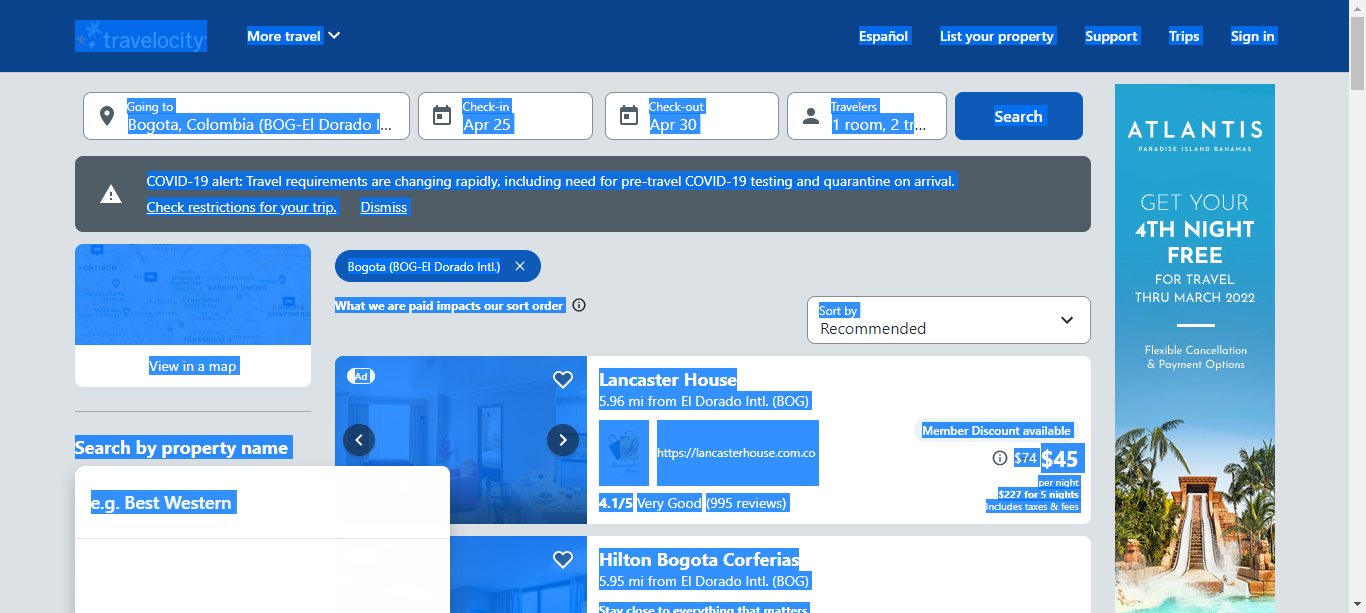 travelocity
More travel
Español
List your property
Support
Trips
Sign in
Going to
Bogota, Colombia (BOG-El Dorado I...
Check-in
Apr 25
Check-out
Apr 30
Travelers
1 room, 2 tr...
Search
COVID-19 alert: Travel requirements are changing rapidly, including need for pre-travel COVID-19 testing and quarantine on arrival.
Check restrictions for your trip.
Dismiss
View in a map
Search by property name
e.g. Best Western
Bogota (BOG-El Dorado Intl.)
What we are paid impacts our sort order
Sort by
Recommended
Ad
Lancaster House
5.96 mi from El Dorado Intl. (BOG)
https://lancasterhouse.com.co
4.1/5 Very Good (995 reviews)
Member Discount available
$74 $45
per night
$227 for 5 nights
includes taxes & fees
Hilton Bogota Corferias
5.95 mi from El Dorado Intl. (BOG)
Stay close to everything that matters
ATLANTIS
PARADISE ISLAND BAHAMAS
GET YOUR
4TH NIGHT
FREE
FOR TRAVEL
THRU MARCH 2022
Flexible Cancellation
& Payment Options